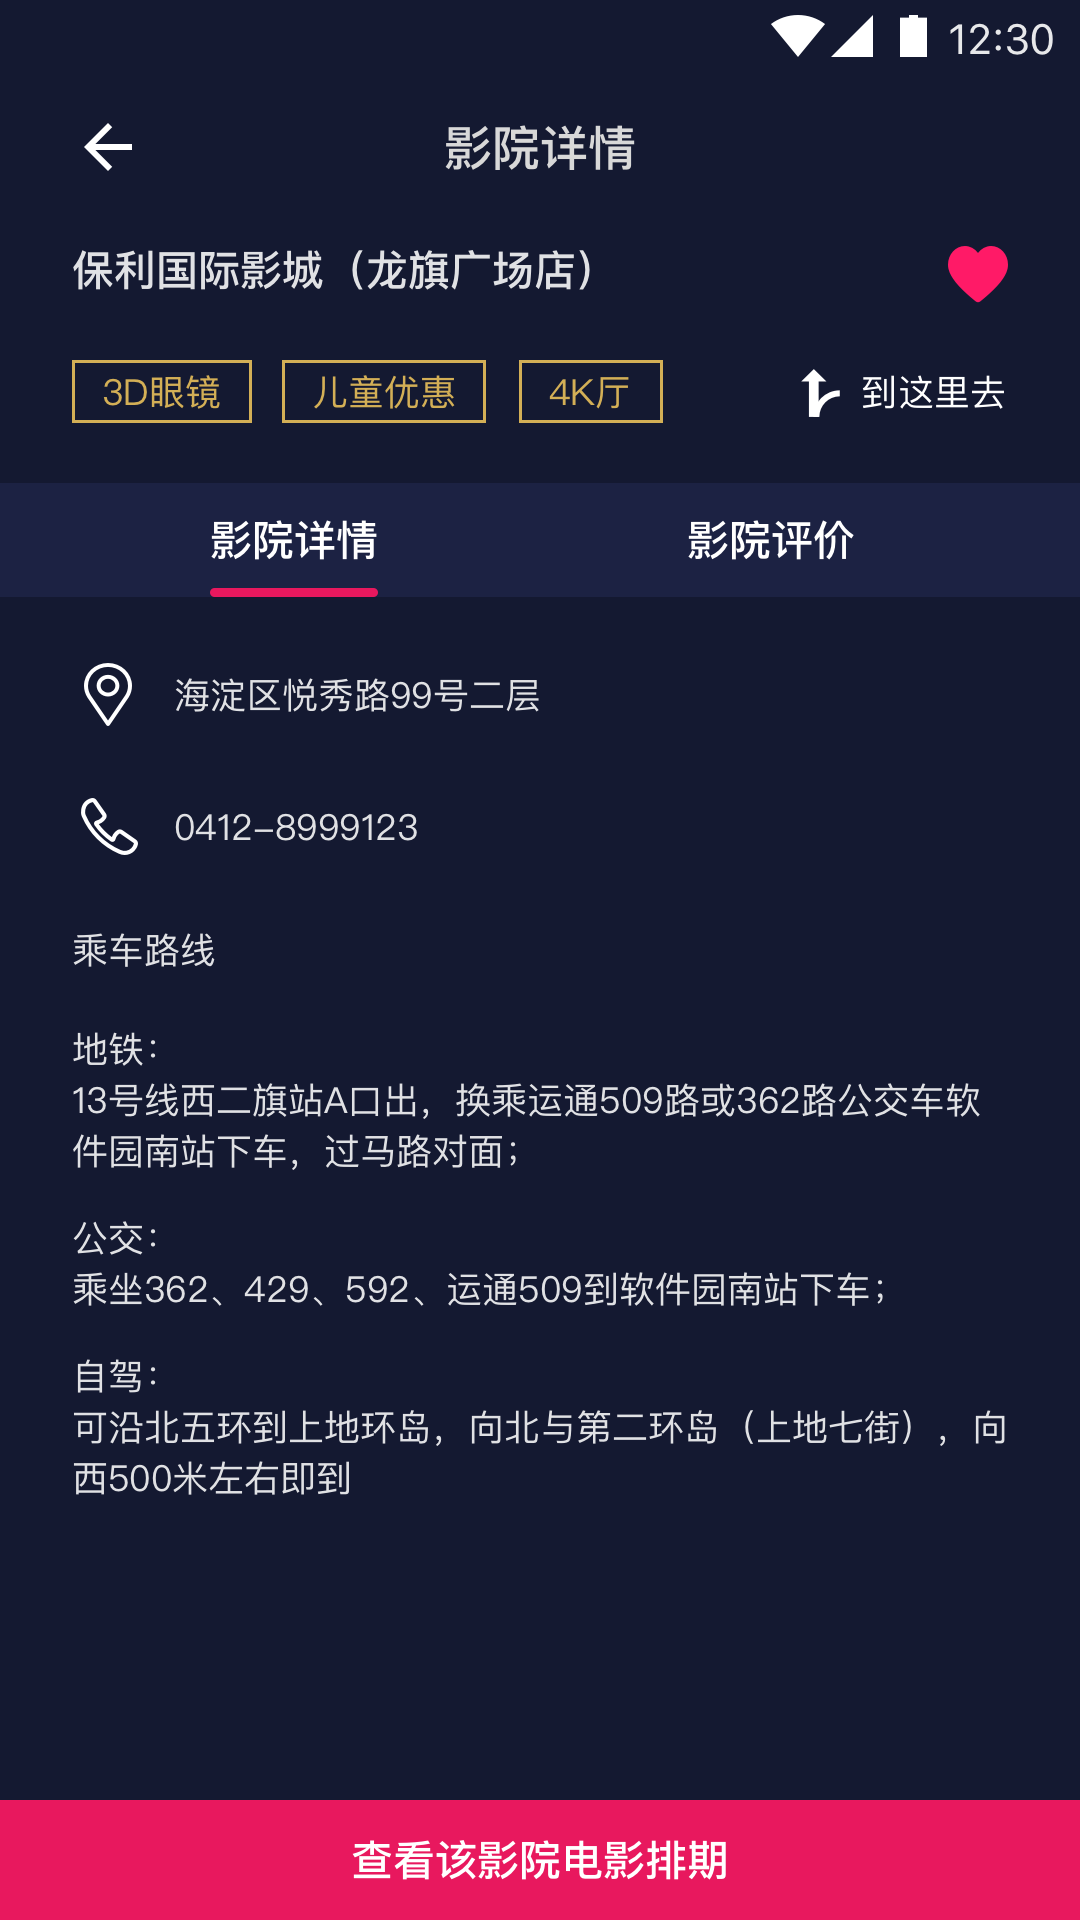 12:30
影院详情
保利国际影城（龙旗广场店）
3D眼镜 儿童优惠 4K厅 到这里去
影院详情 影院评价
海淀区悦秀路99号二层
0412-8999123
乘车路线
地铁：
13号线西二旗站A口出，换乘运通509路或362路公交车软
件园南站下车，过马路对面；
公交：
乘坐362、429、592、运通509到软件园南站下车；
自驾：
可沿北五环到上地环岛，向北与第二环岛（上地七街），向
西500米左右即到
查看该影院电影排期